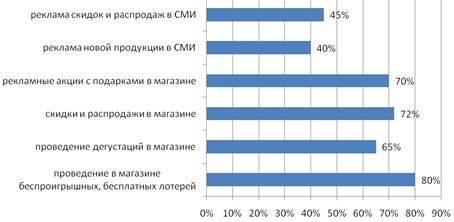 реклама скидок и распродаж в СМИ
45%
реклама новой продукции в СМИ
40%
рекламные акции с подарками в магазине
70%
скидки и распродажи в магазине
72%
проведение дегустаций в магазине
65%
проведение в магазине
беспроигрышных, бесплатных лотерей
80%
0% 10% 20% 30% 40% 50% 60% 70% 80% 90%